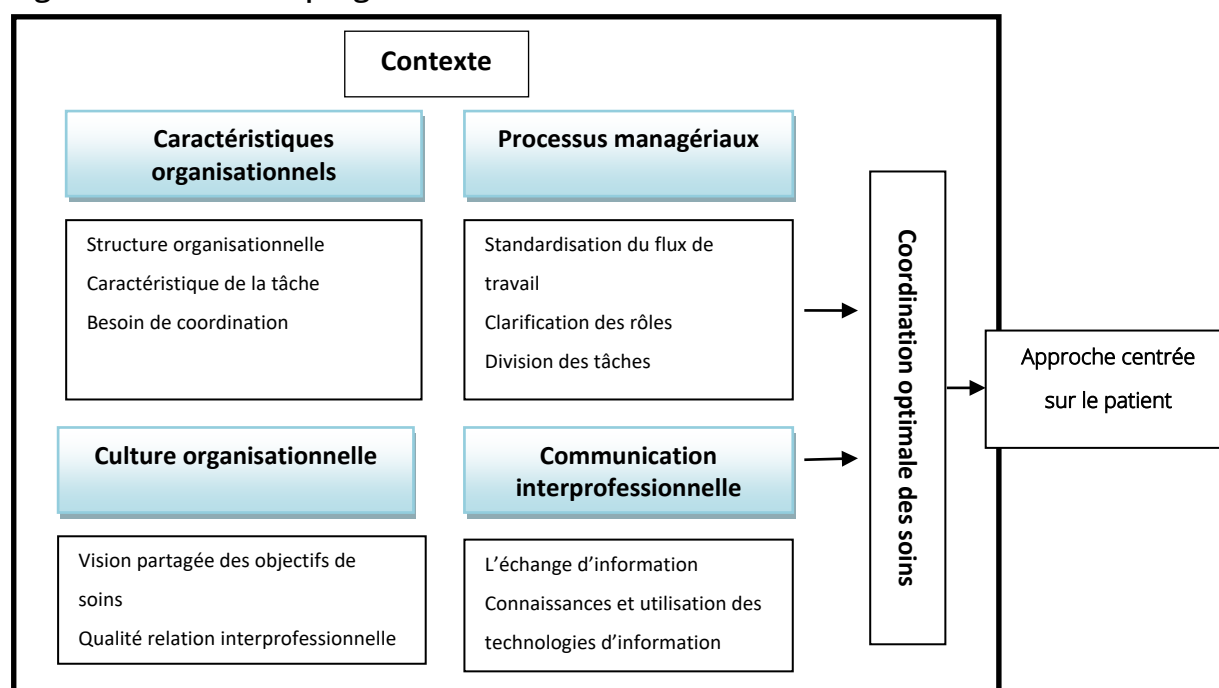 Contexte
Caractéristiques
organisationnels
Structure organisationnelle
Caractéristique de la tâche
Besoin de coordination
Processus managériaux
Standardisation du flux de
travail
Clarification des rôles
Division des tâches
Culture organisationnelle
Vision partagée des objectifs de
soins
Qualité relation interprofessionnelle
Communication
interprofessionnelle
L'échange d'information
Connaissances et utilisation des
technologies d'information
Coordination optimale des soins
Approche centrée
sur le patient